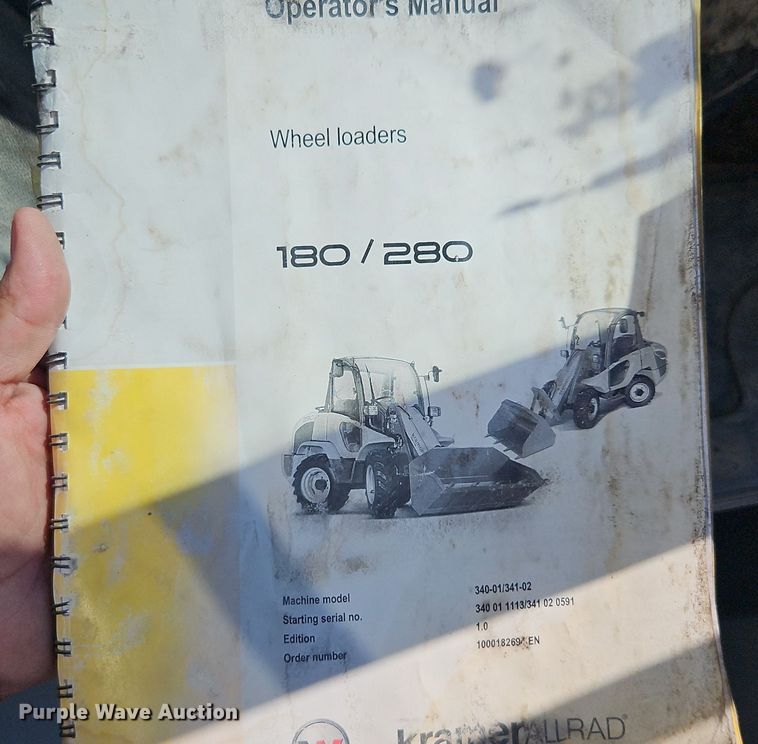 Operator's Manual
Wheel loaders
180 / 280
Machine model 340-01/341-02
Starting serial no. 340 01 1113/341 02 0591
Edition 1.0
Order number
kramer ALLRAD
Purple Wave Auction